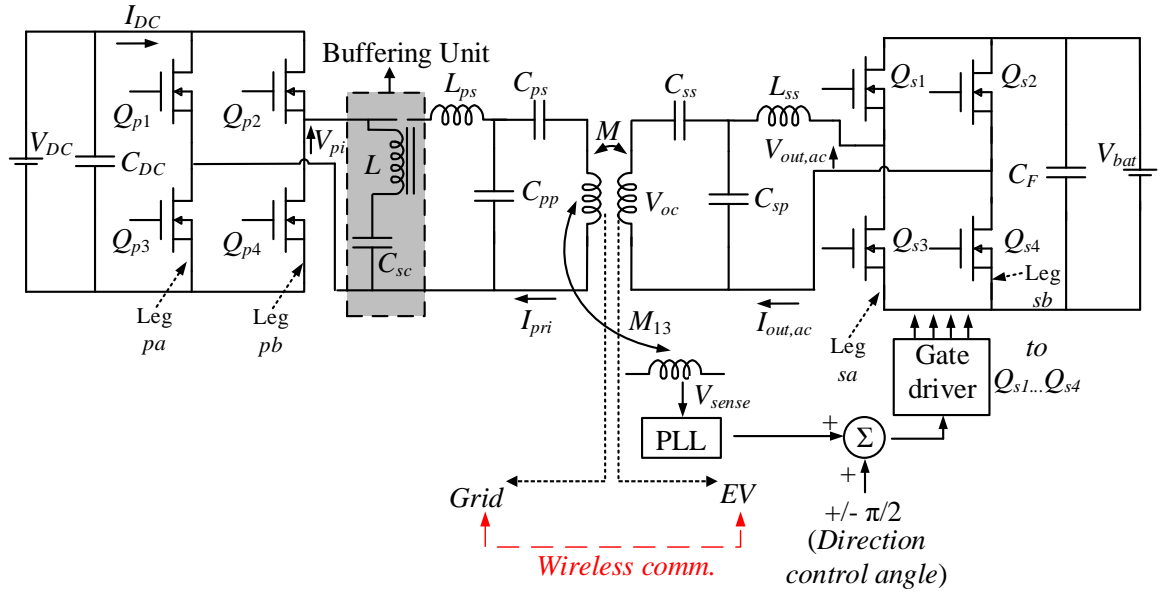 I_DC
Buffering Unit
Q_p1
Q_p2
V_pi
L_ps
C_ps
C_ss
L_ss
Q_s1
Q_s2
V_DC
C_DC
L
M
V_out,ac
V_bat
C_F
C_pp
V_oc
C_sp
Q_p3
Q_p4
C_sc
Q_s3
Q_s4
Leg
pa
Leg
pb
I_pri
M_13
I_out,ac
Leg
sa
Leg
sb
V_sense
Gate
driver
to
Q_s1...Q_s4
PLL
+
Σ
+
Grid
EV
+/- π/2
(Direction
control angle)
Wireless comm.